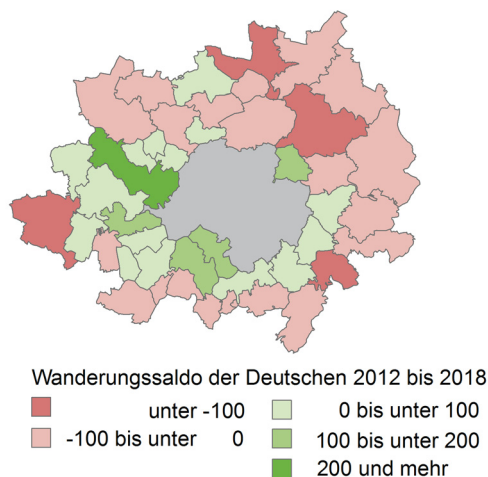 Wanderungssaldo der Deutschen 2012 bis 2018
unter -100
-100 bis unter 0
0 bis unter 100
100 bis unter 200
200 und mehr